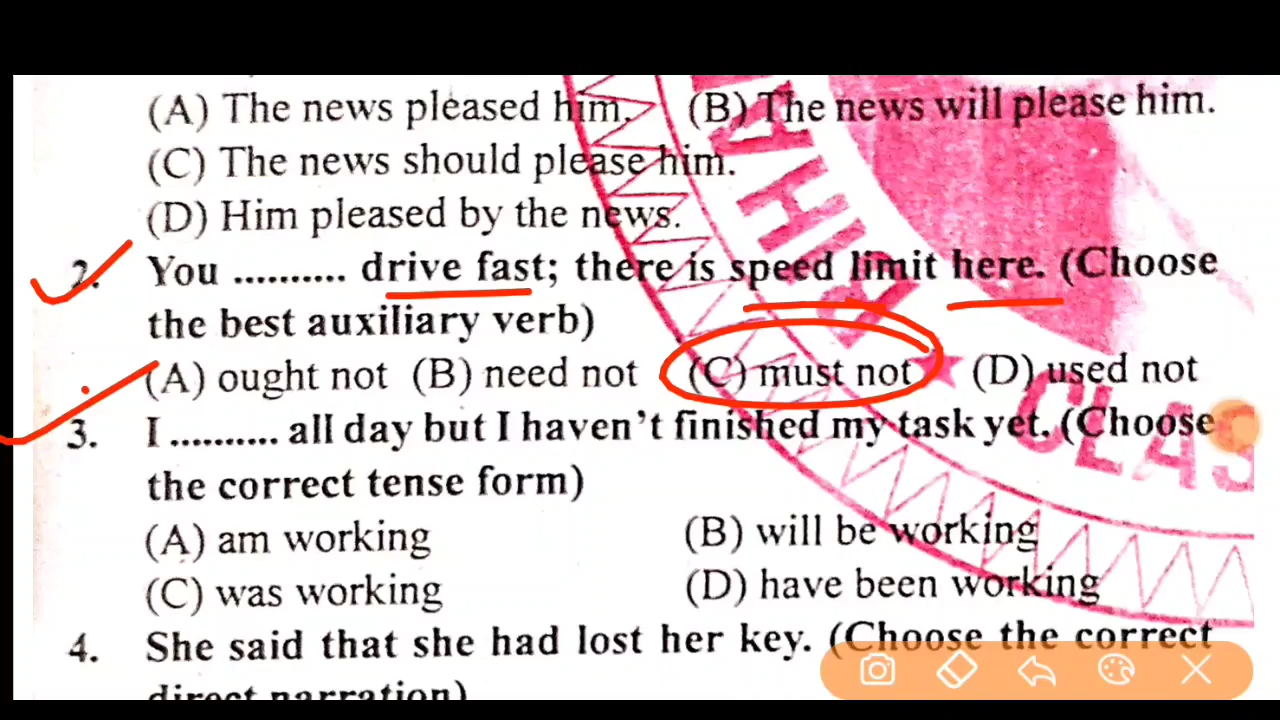 (A) The news pleased him. (B) The news will please him.
(C) The news should please him.
(D) Him pleased by the news.
2. You .......... drive fast; there is speed limit here. (Choose
the best auxiliary verb)
(A) ought not (B) need not (C) must not (D) used not
3. I .......... all day but I haven't finished my task yet. (Choose
the correct tense form)
(A) am working (B) will be working
(C) was working (D) have been working
4. She said that she had lost her key. (Choose the correct
direct narration)
CLAS